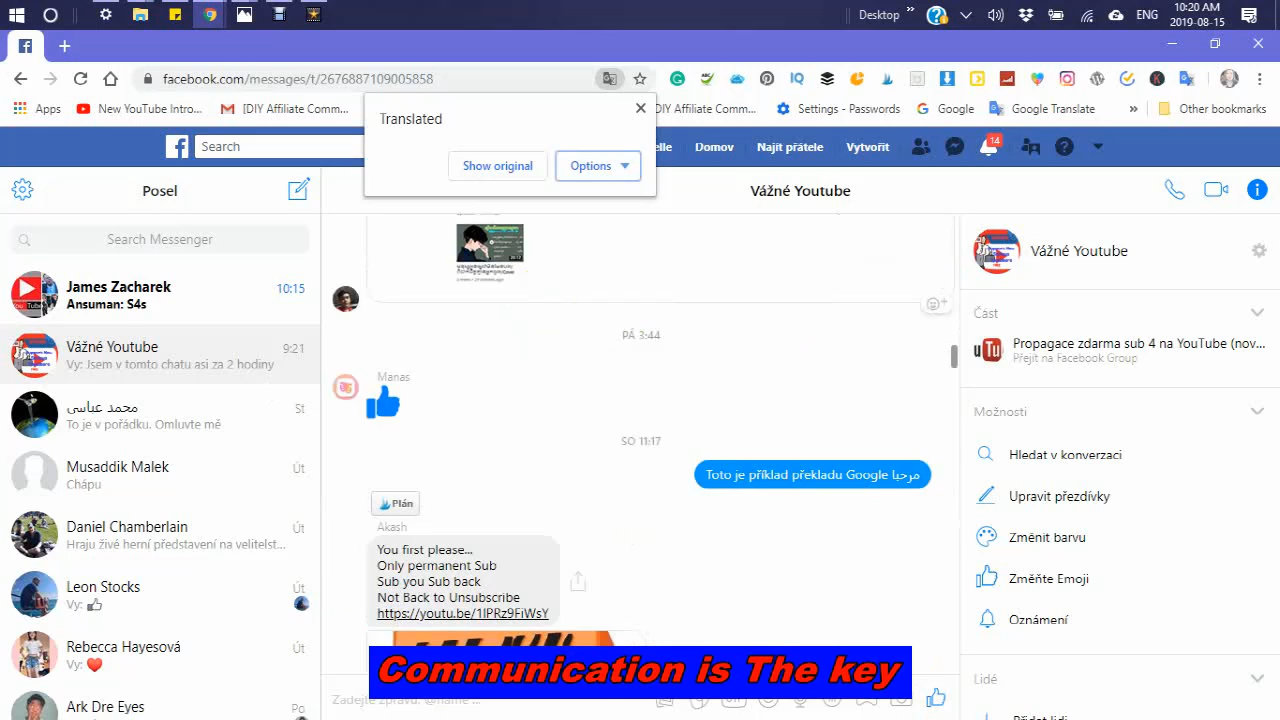 Desktop
ENG
10:20 AM
2019-08-15
facebook.com/messages/t/2676887109005858
Apps
New YouTube Intro...
[DIY Affiliate Comm...
DIY Affiliate Comm...
Settings - Passwords
Google
Google Translate
Other bookmarks
Translated
Show original
Options
Search
elle
Domov
Najít přátele
Vytvořit
14
Posel
Search Messenger
James Zacharek
10:15
Ansuman: S4s
Vážné Youtube
9:21
Vy: Jsem v tomto chatu asi za 2 hodiny
محمد عباسی
St
To je v pořádku. Omluvte mě
Musaddik Malek
Út
Chápu
Daniel Chamberlain
Út
Hraju živé herní představení na velitelst...
Leon Stocks
Út
Vy:
Rebecca Hayesová
Út
Vy:
Ark Dre Eyes
Po
Vážné Youtube
PÁ 3:44
Manas
SO 11:17
Toto je příklad překladu Google مرحبا
Plán
Akash
You first please...
Only permanent Sub
Sub you Sub back
Not Back to Unsubscribe
https://youtu.be/1lPRz9FiWsY
Communication is The key
Zadejte zprávu. @name ...
Vážné Youtube
Část
Propagace zdarma sub 4 na YouTube (nov...
Přejít na Facebook Group
Možnosti
Hledat v konverzaci
Upravit přezdívky
Změnit barvu
Změňte Emoji
Oznámení
Lidé
Přidat lidi